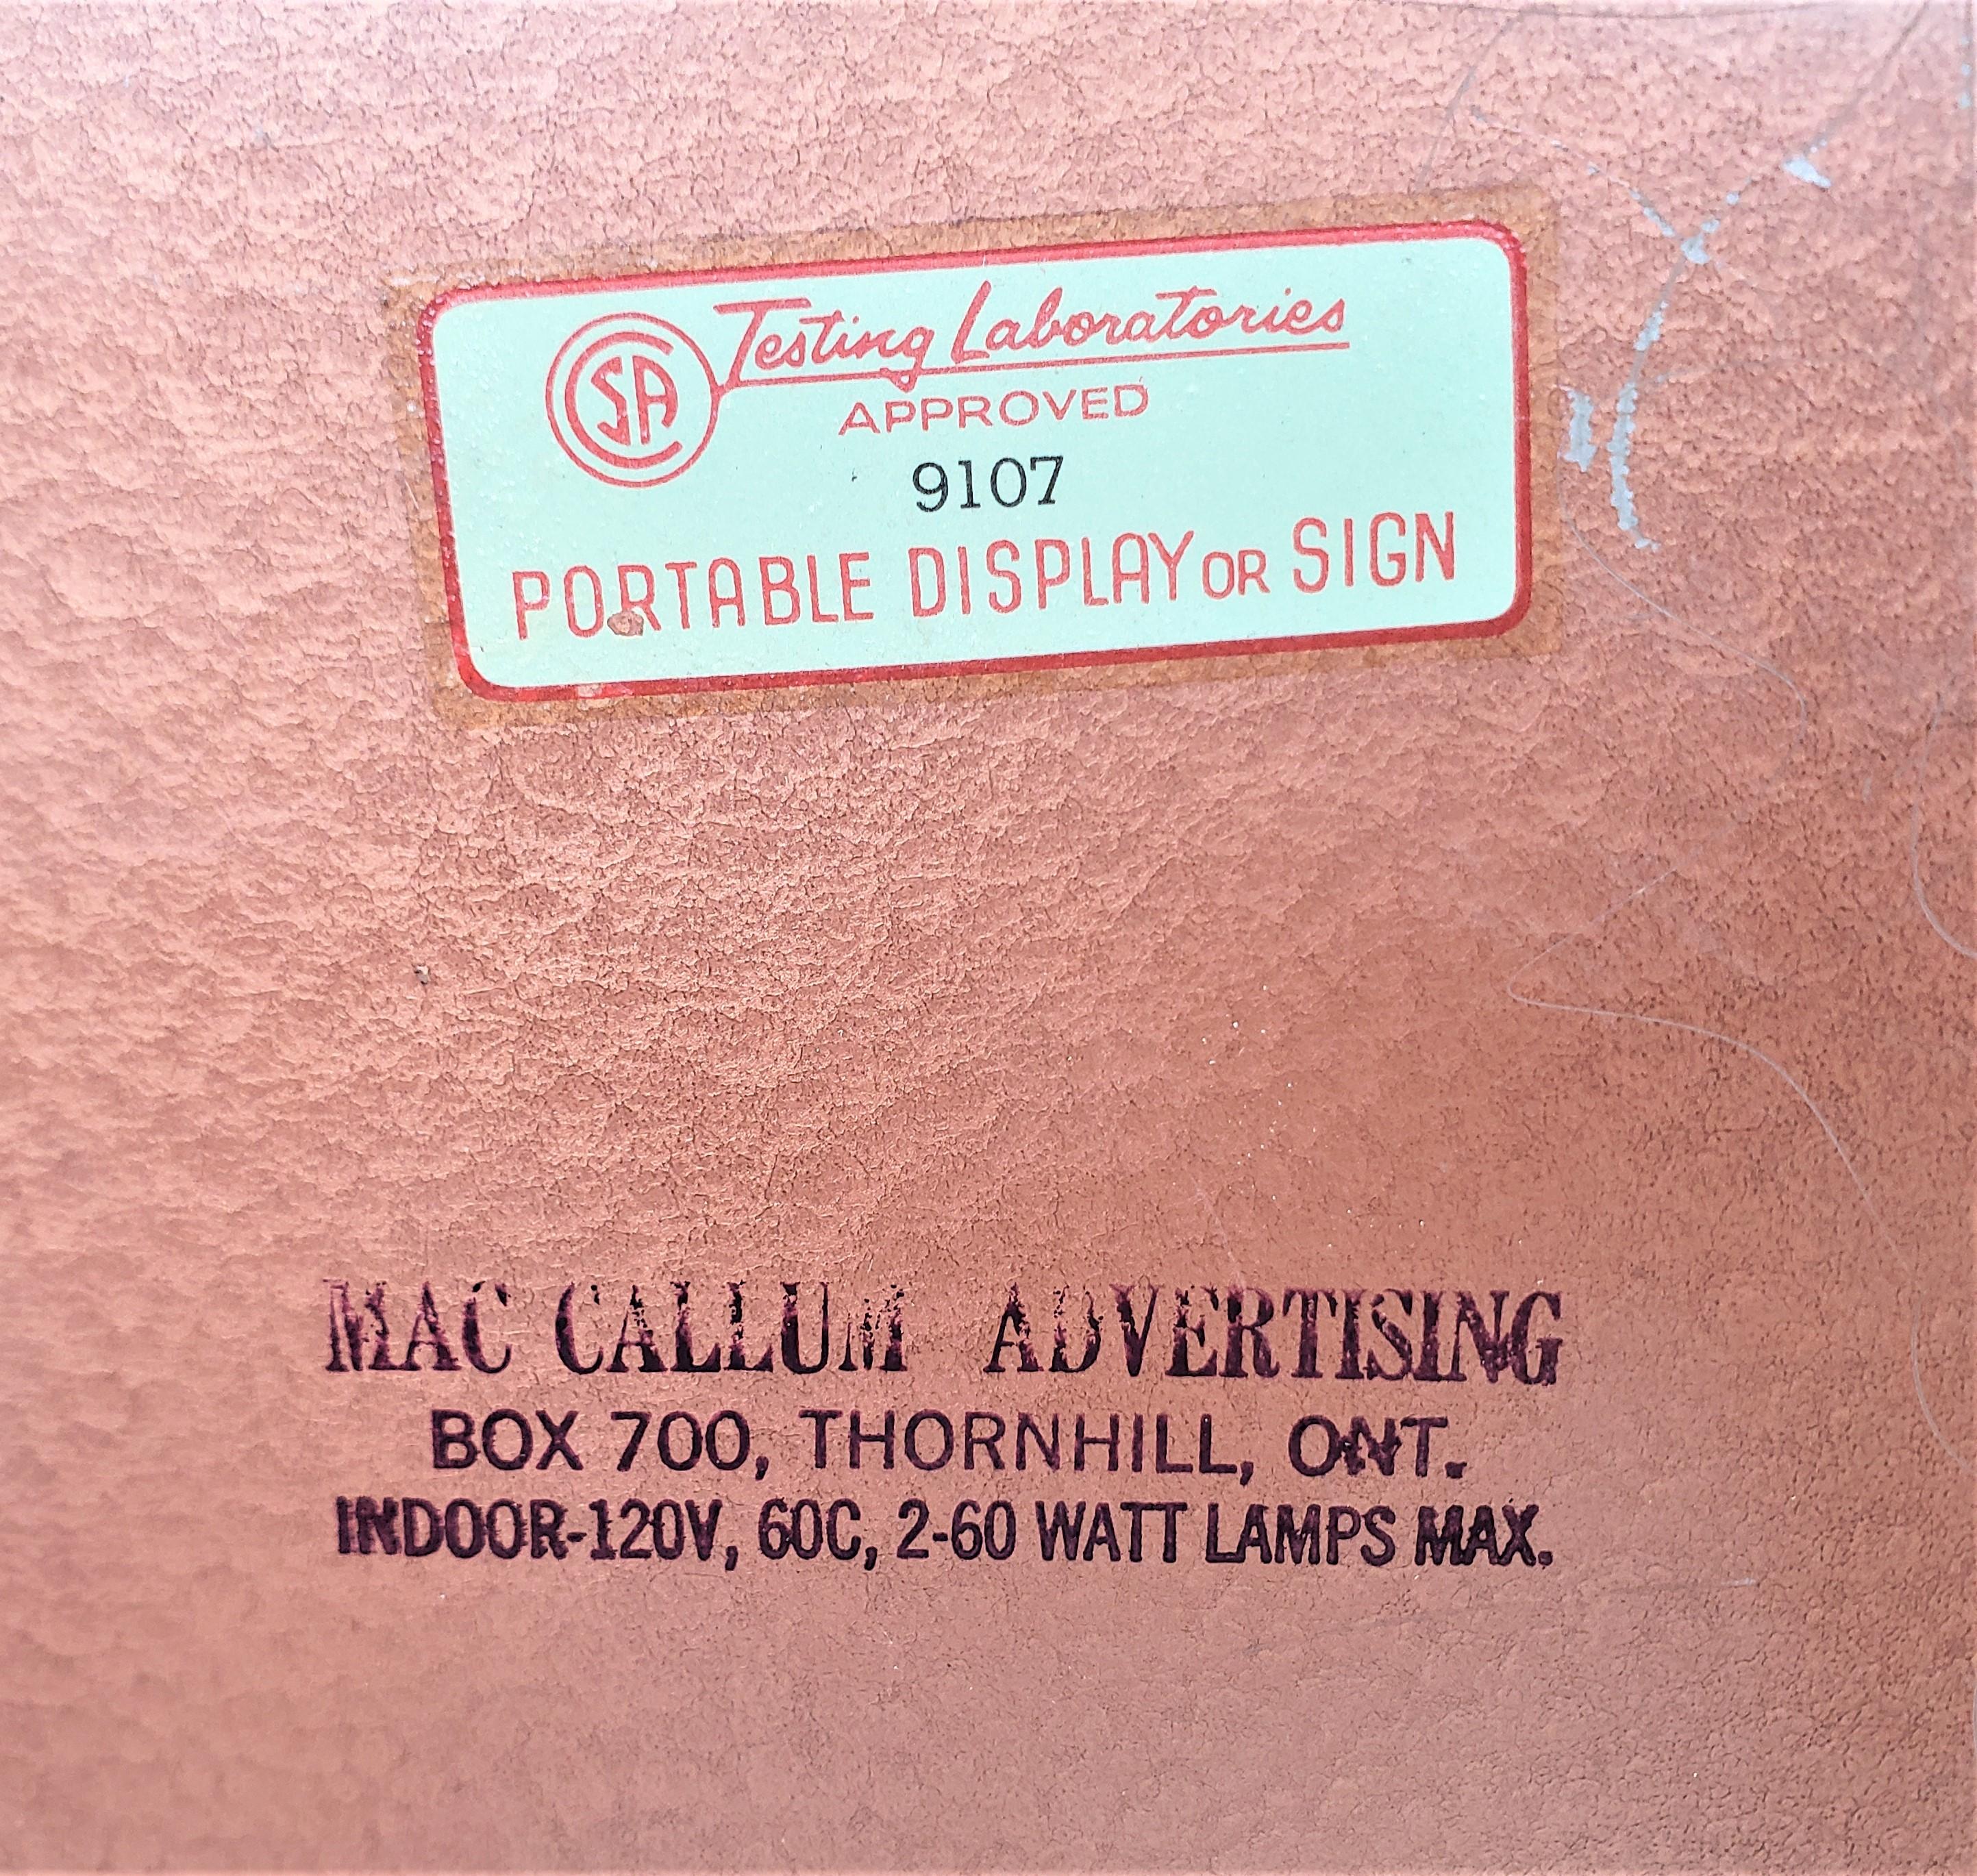 CSA Testing Laboratories
APPROVED
9107
PORTABLE DISPLAY OR SIGN
MAC CALLUM ADVERTISING
BOX 700, THORNHILL, ONT.
INDOOR-120V, 60C, 2-60 WATT LAMPS MAX.